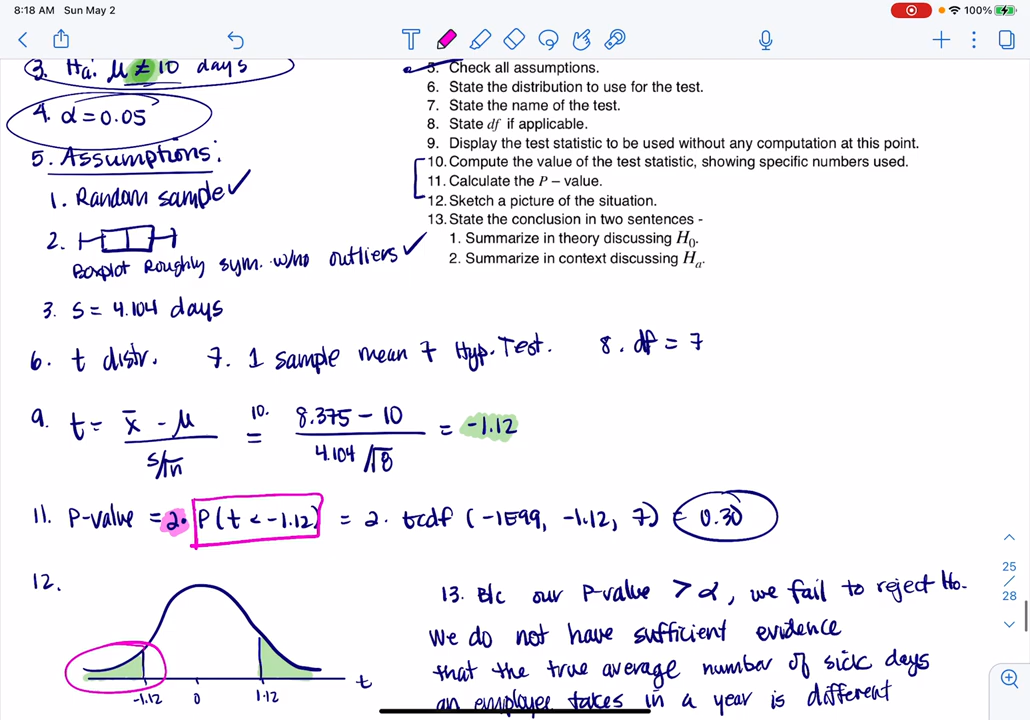 8:18 AM Sun May 2
100%
3. Ha: μ ≠ 10 days
4. α = 0.05
5. Assumptions:
1. Random sample ✓
2.
Boxplot Roughly sym. w/no outliers ✓
3. s = 4.104 days
5. Check all assumptions.
6. State the distribution to use for the test.
7. State the name of the test.
8. State df if applicable.
9. Display the test statistic to be used without any computation at this point.
10. Compute the value of the test statistic, showing specific numbers used.
11. Calculate the P – value.
12. Sketch a picture of the situation.
13. State the conclusion in two sentences -
1. Summarize in theory discussing H₀.
2. Summarize in context discussing Hₐ.
6. t distr. 7. 1 sample mean t Hyp. Test. 8. df = 7
9. t = (x̄ - μ)/(s/√n) 10. = (8.375 - 10)/(4.104/√8) = -1.12
11. P-value = 2 · P(t < -1.12) = 2 · tcdf (-1E99, -1.12, 7) = 0.30
12.
-1.12 0 1.12 t
13. B/c our P-value > α, we fail to reject Ho.
We do not have sufficient evidence
that the true average number of sick days
an employee takes in a year is different
25
/
28